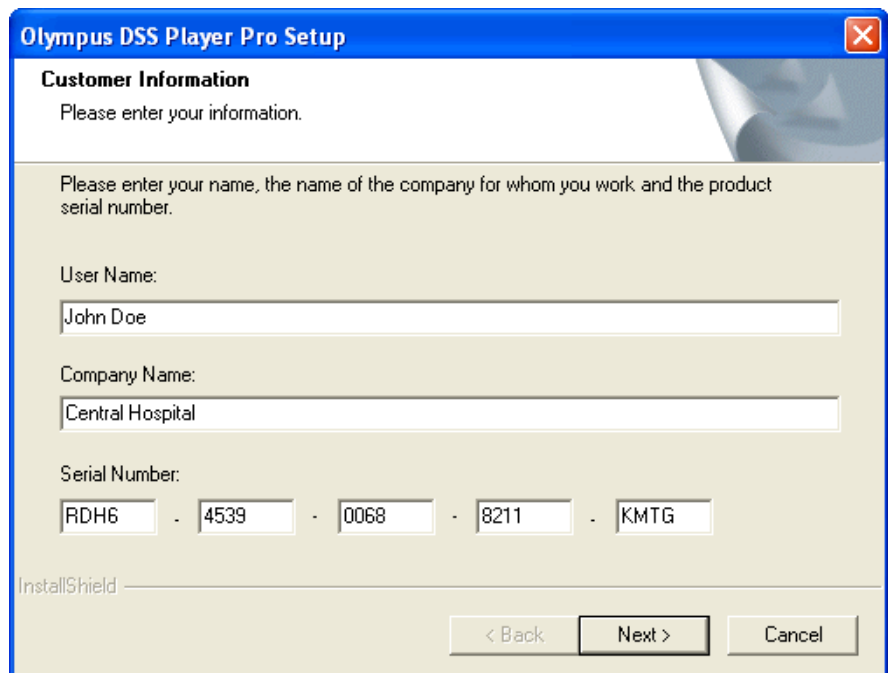 Olympus DSS Player Pro Setup
Customer Information
Please enter your information.
Please enter your name, the name of the company for whom you work and the product
serial number.
User Name:
John Doe
Company Name:
Central Hospital
Serial Number:
RDH6 - 4539 - 0068 - 8211 - KMTG
InstallShield
< Back Next > Cancel